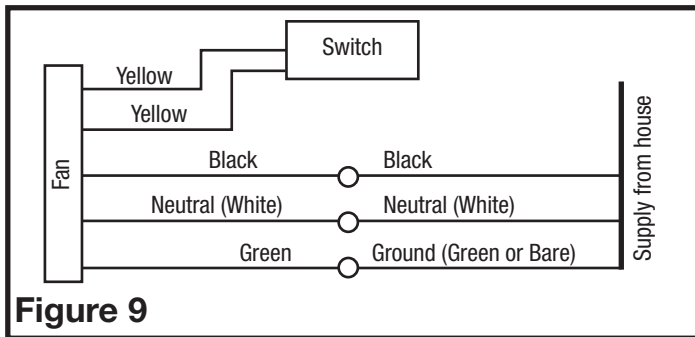 Switch
Yellow
Yellow
Fan
Black Black
Neutral (White) Neutral (White)
Green Ground (Green or Bare)
Supply from house
Figure 9